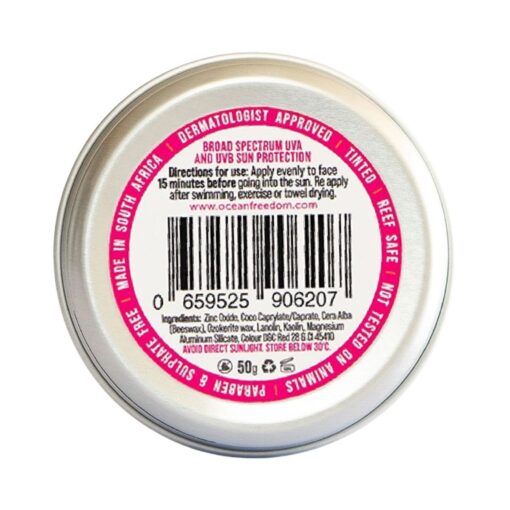 DERMATOLOGIST APPROVED | TINTED | REEF SAFE | NOT TESTED ON ANIMALS | PARABEN & SULPHATE FREE | MADE IN SOUTH AFRICA |
BROAD SPECTRUM UVA
AND UVB SUN PROTECTION
Directions for use: Apply evenly to face
15 minutes before going into the sun. Re apply
after swimming, exercise or towel drying.
www.oceanfreedom.com
0 659525 906207
Ingredients: Zinc Oxide, Coco Caprylate/Caprate, Cera Alba
(Beeswax), Ozokerite wax, Lanolin, Kaolin, Magnesium
Aluminum Silicate, Colour D&C Red 28 & CI 45410
AVOID DIRECT SUNLIGHT. STORE BELOW 30°C.
50g